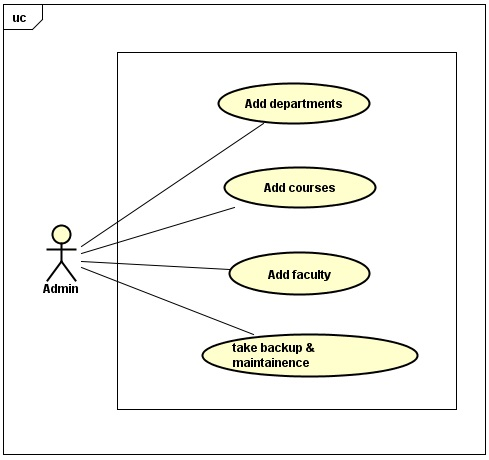 uc
Add departments
Add courses
Add faculty
Admin
take backup &
maintainence